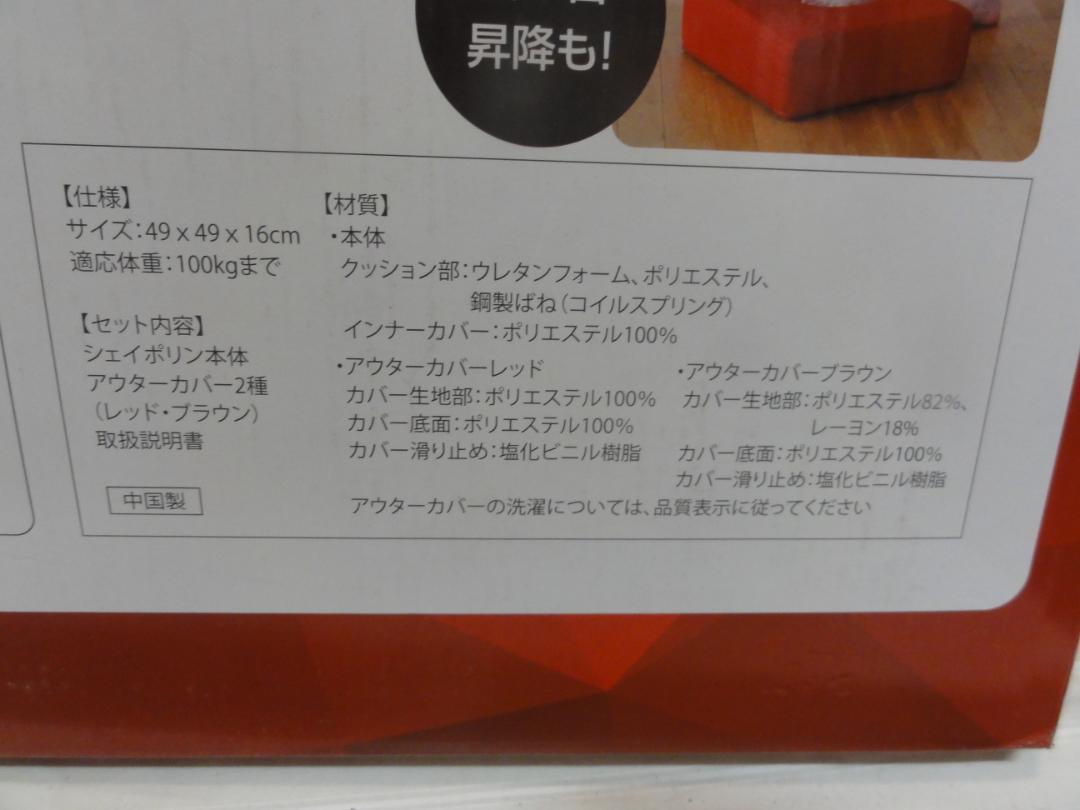 昇降も!
【仕様】
サイズ:49 x 49 x 16cm
適応体重:100kgまで
【セット内容】
シェイポリン本体
アウターカバー2種
(レッド・ブラウン)
取扱説明書
中国製
【材質】
・本体
クッション部:ウレタンフォーム、ポリエステル、
鋼製ばね(コイルスプリング)
インナーカバー:ポリエステル100%
・アウターカバーレッド
カバー生地部:ポリエステル100%
カバー底面:ポリエステル100%
カバー滑り止め:塩化ビニル樹脂
・アウターカバーブラウン
カバー生地部:ポリエステル82%、
レーヨン18%
カバー底面:ポリエステル100%
カバー滑り止め:塩化ビニル樹脂
アウターカバーの洗濯については、品質表示に従ってください